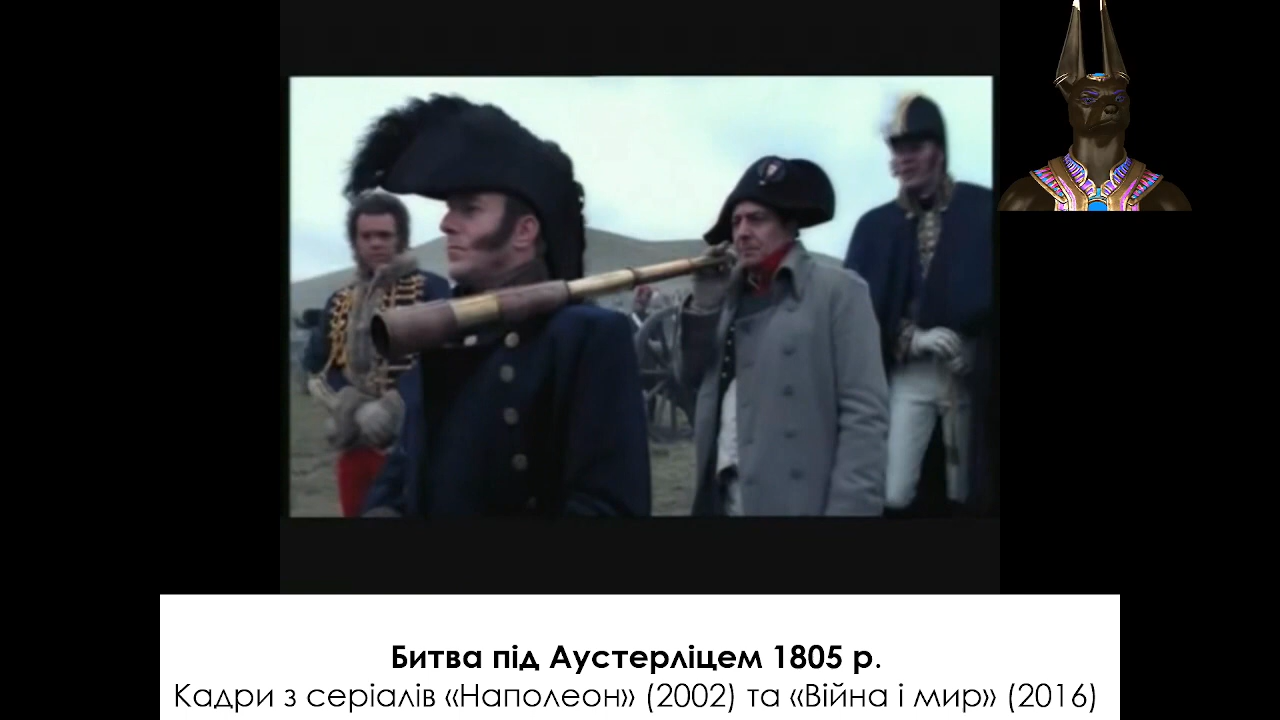 Битва під Аустерліцем 1805 р.
Кадри з серіалів «Наполеон» (2002) та «Війна і мир» (2016)